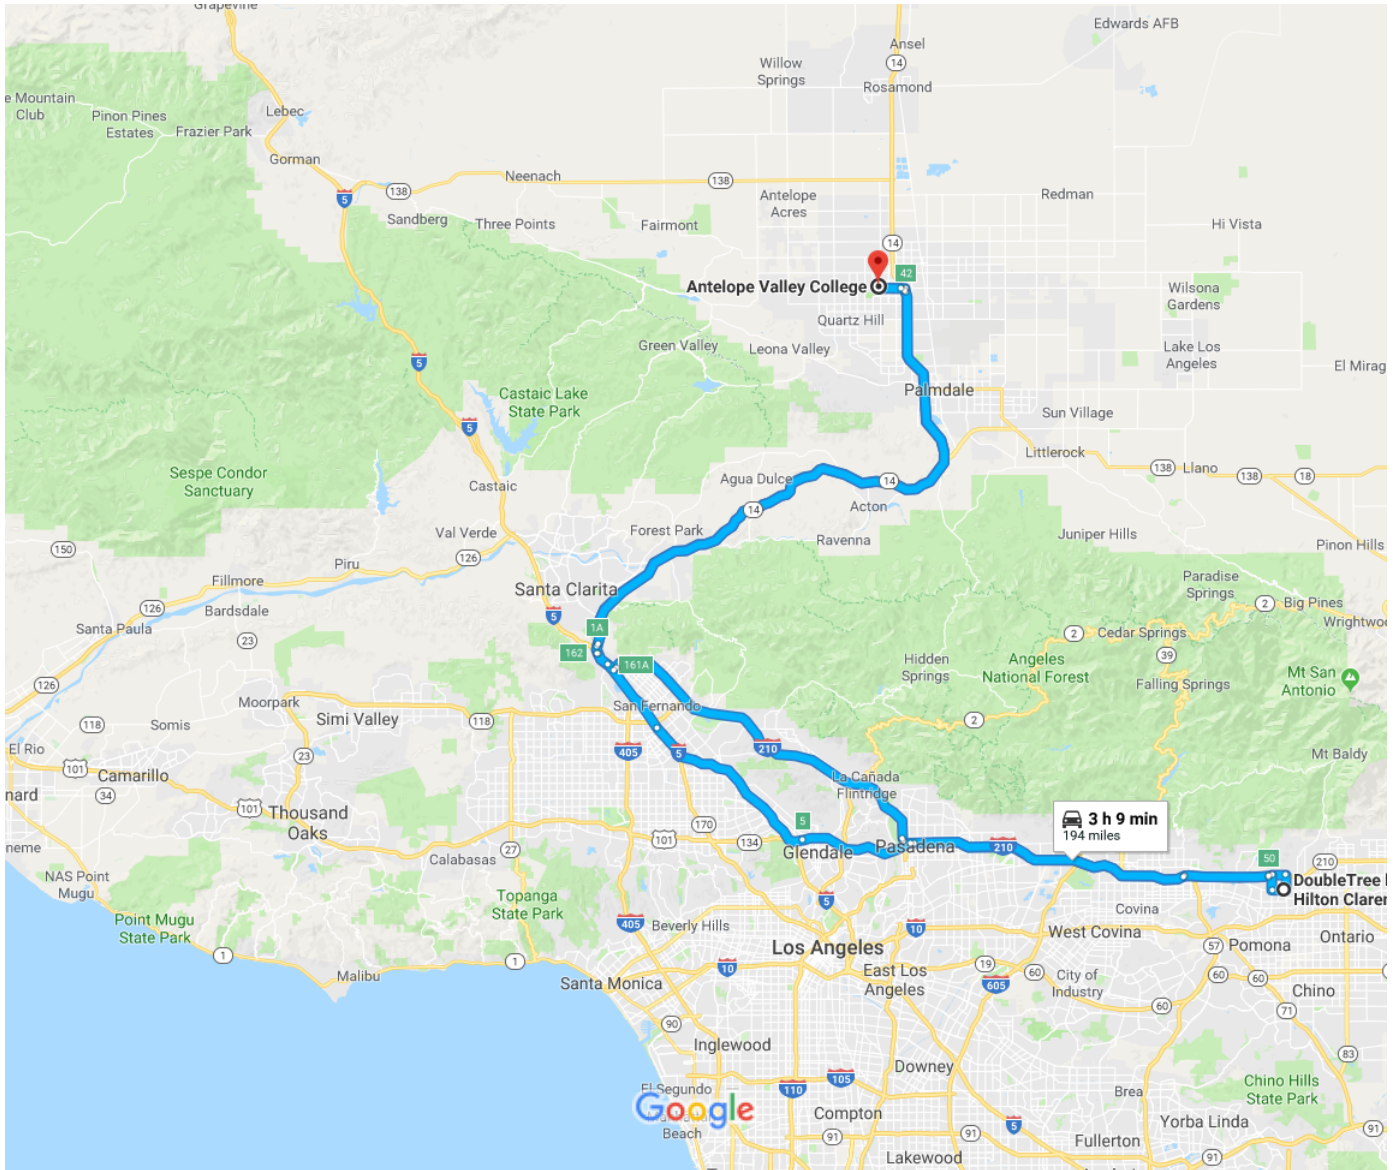 Grapevine
Edwards AFB
Ansel
14
Willow
Springs
Rosamond
e Mountain
Club
Pinon Pines
Estates
Lebec
Frazier Park
Gorman
Neenach
138
138
5
Sandberg
Three Points
Fairmont
Antelope
Acres
Redman
Hi Vista
14
42
Antelope Valley College
Wilsona
Gardens
Quartz Hill
Green Valley
Leona Valley
Lake Los
Angeles
El Mirag
5
Castaic Lake
State Park
Palmdale
Sun Village
5
Littlerock
138
Llano
138
18
Sespe Condor
Sanctuary
Castaic
Agua Dulce
14
14
Acton
Forest Park
Val Verde
Ravenna
Juniper Hills
Pinon Hills
150
126
Piru
Fillmore
Santa Clarita
Paradise
Springs
2
Big Pines
Wrightwoo
126
Bardsdale
5
Santa Paula
23
1A
162
161A
2
Cedar Springs
39
Hidden
Springs
Angeles
National Forest
Falling Springs
Mt San
Antonio
126
Moorpark
San Fernando
118
Somis
Simi Valley
118
2
El Rio
101
Camarillo
23
405
5
210
Mt Baldy
nard
34
La Cañada
Flintridge
101
Thousand
Oaks
3 h 9 min
194 miles
170
5
101
134
Glendale
Pasadena
210
neme
27
Calabasas
50
210
NAS Point
Mugu
DoubleTree
Hilton Clarer
Topanga
State Park
5
Covina
Point Mugu
State Park
405
Beverly Hills
10
West Covina
57
Pomona
Ontario
1
1
Los Angeles
Malibu
Santa Monica
10
East Los
Angeles
19
605
60
City of
Industry
60
60
Chino
60
71
90
Inglewood
83
Downey
105
El Segundo
110
Brea
Chino Hills
State Park
Google
Beach
Compton
5
Yorba Linda
91
91
Fullerton
91
Lakewood
91